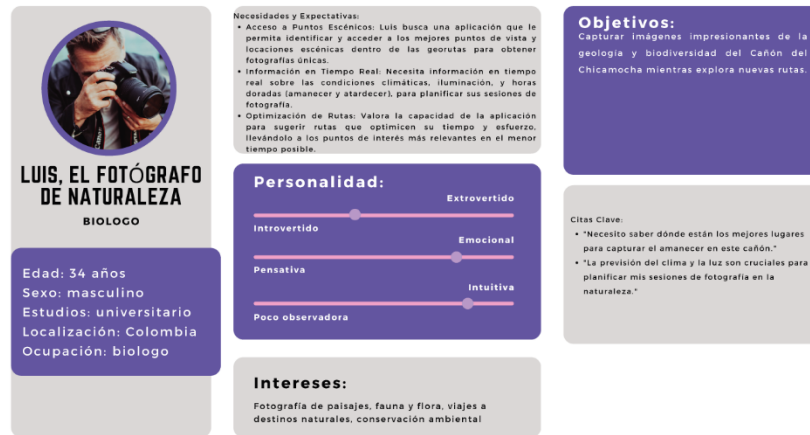 LUIS, EL FOTÓGRAFO
DE NATURALEZA
BIOLOGO
Edad: 34 años
Sexo: masculino
Estudios: universitario
Localización: Colombia
Ocupación: biologo
Necesidades y Expectativas:
• Acceso a Puntos Escénicos: Luis busca una aplicación que le
permita identificar y acceder a los mejores puntos de vista y
locaciones escénicas dentro de las georutas para obtener
fotografías únicas.
• Información en Tiempo Real: Necesita información en tiempo
real sobre las condiciones climáticas, iluminación, y horas
doradas (amanecer y atardecer), para planificar sus sesiones de
fotografía.
• Optimización de Rutas: Valora la capacidad de la aplicación
para sugerir rutas que optimicen su tiempo y esfuerzo,
llevándolo a los puntos de interés más relevantes en el menor
tiempo posible.
Personalidad:
Extrovertido
Introvertido
Emocional
Pensativa
Intuitiva
Poco observadora
Intereses:
Fotografía de paisajes, fauna y flora, viajes a
destinos naturales, conservación ambiental
Objetivos:
Capturar imágenes impresionantes de la
geología y biodiversidad del Cañón del
Chicamocha mientras explora nuevas rutas.
Citas Clave:
• "Necesito saber dónde están los mejores lugares
para capturar el amanecer en este cañón."
• "La previsión del clima y la luz son cruciales para
planificar mis sesiones de fotografía en la
naturaleza."